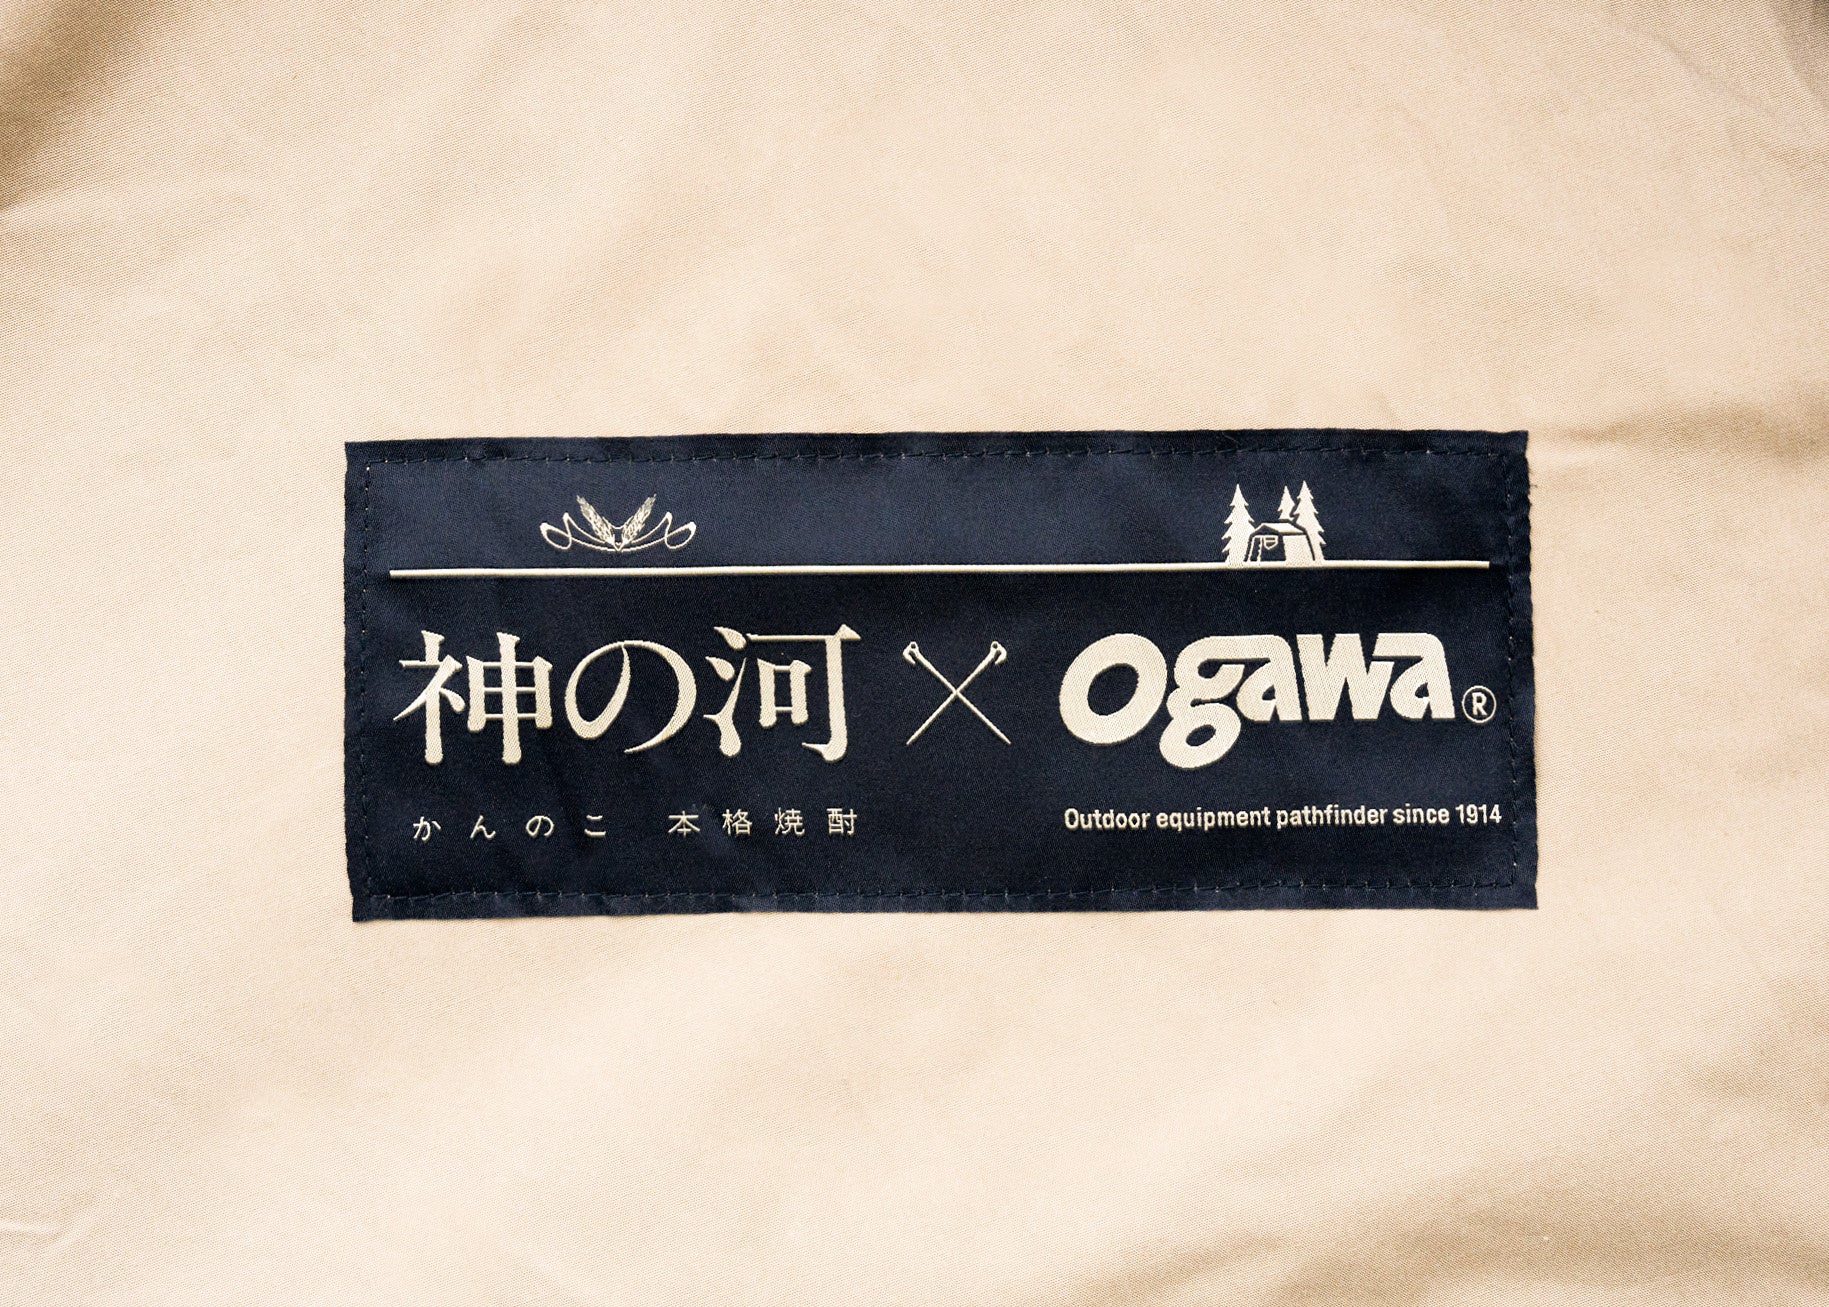 神の河 × ogawa®
かんのこ 本格焼酎
Outdoor equipment pathfinder since 1914